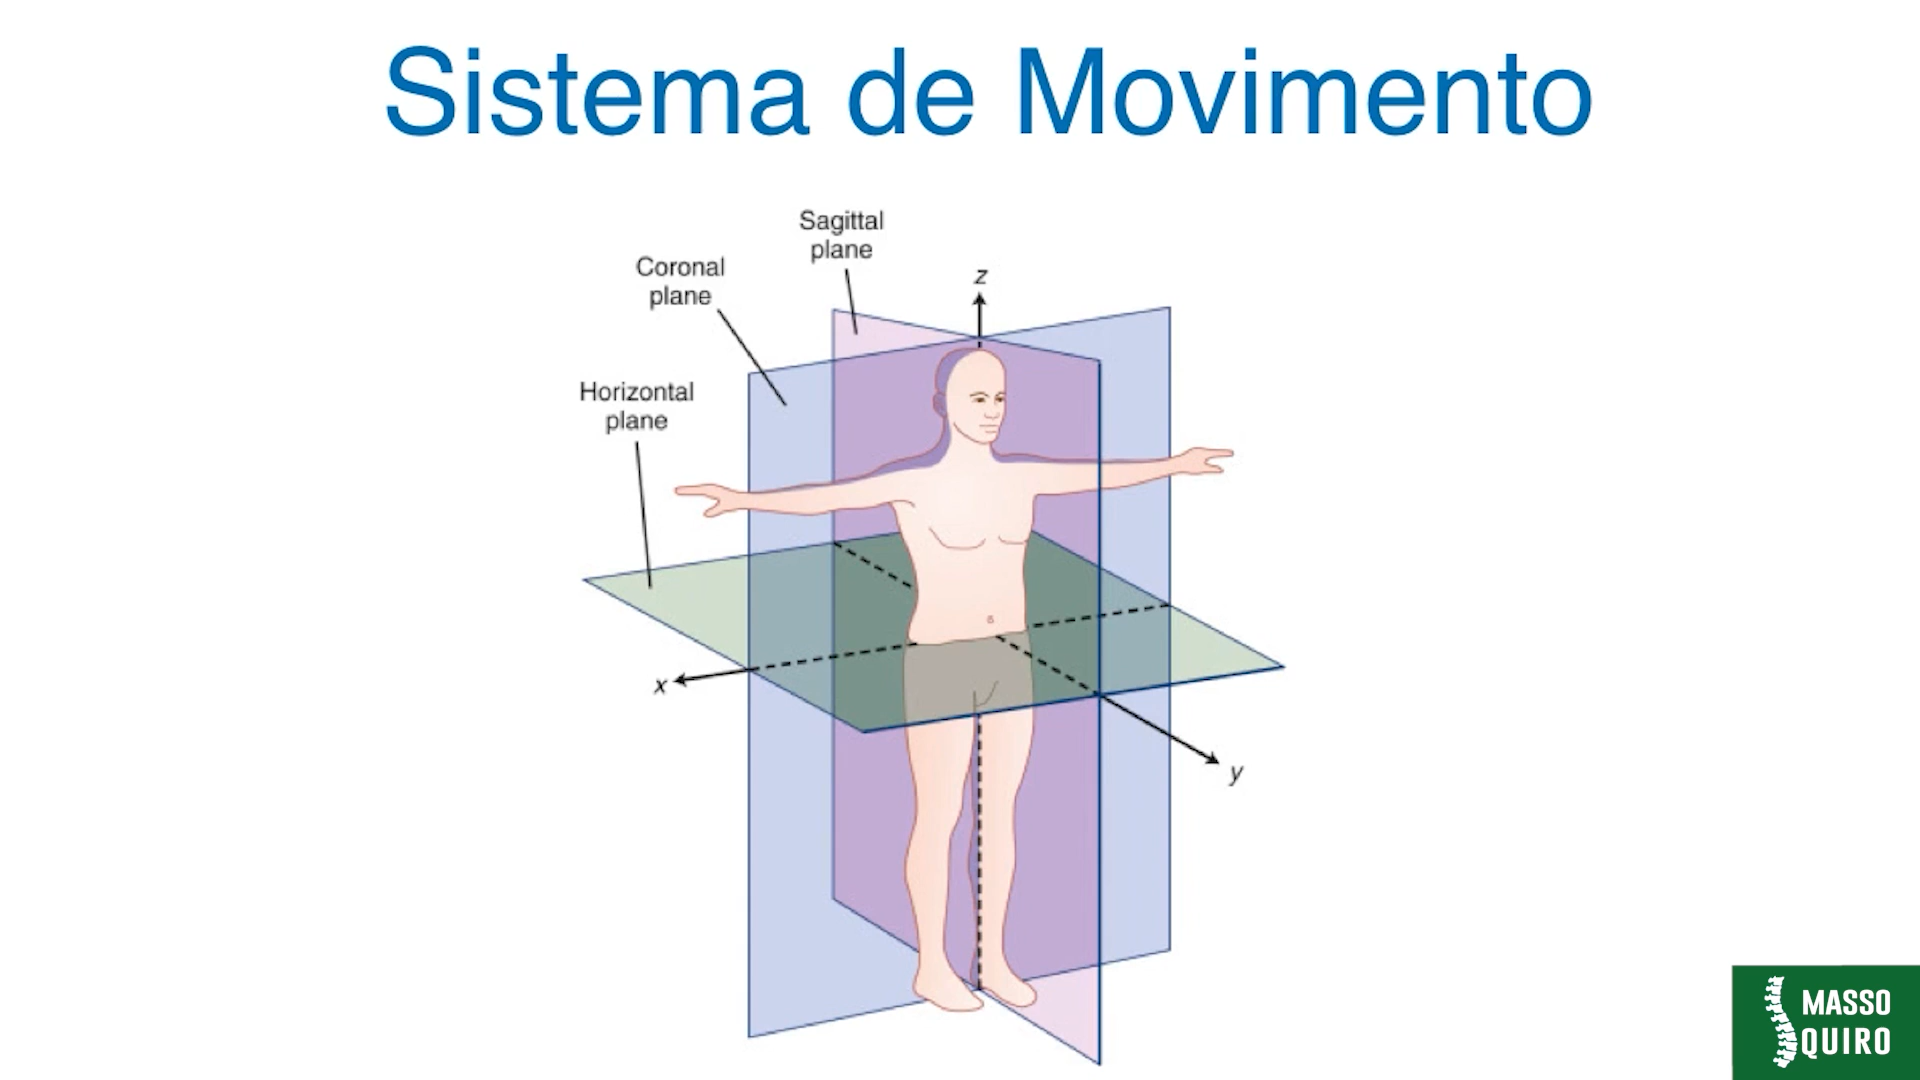 Sistema de Movimento
Sagittal
plane
Coronal
plane
z
Horizontal
plane
x
y
MASSO
QUIRO